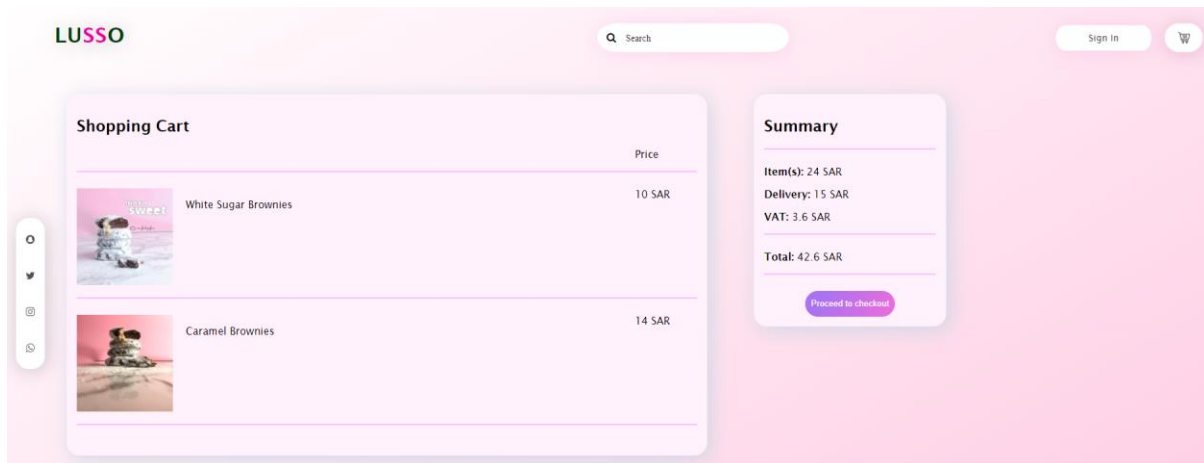 LUSSO
Search
Sign In
Shopping Cart
Price
White Sugar Brownies
10 SAR
Caramel Brownies
14 SAR
Summary
Item(s): 24 SAR
Delivery: 15 SAR
VAT: 3.6 SAR
Total: 42.6 SAR
Proceed to checkout
sweet